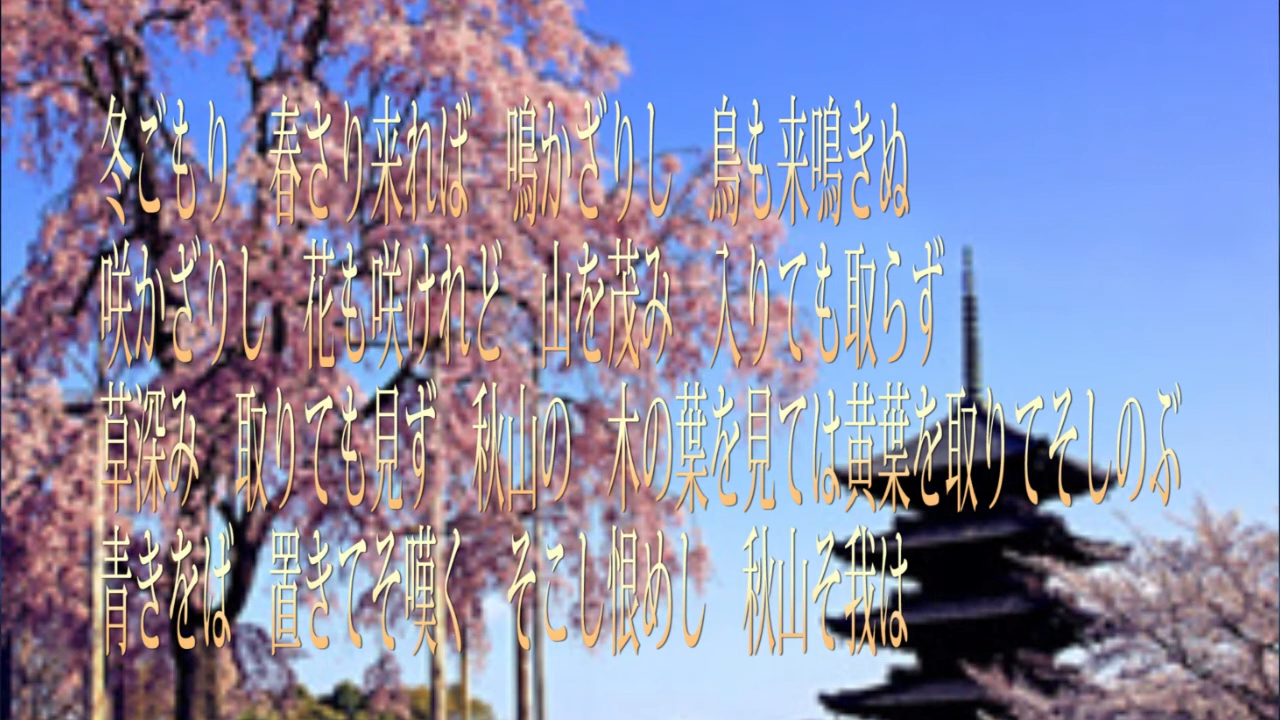 冬ごもり　春さり来れば　鳴かざりし　鳥も来鳴きぬ
咲かざりし　花も咲けれど　山を茂み　入りても取らず
草深み　取りても見ず　秋山の　木の葉を見ては黄葉を取りてそしのぶ
青きをば　置きてそ嘆く　そこし恨めし　秋山そ我は